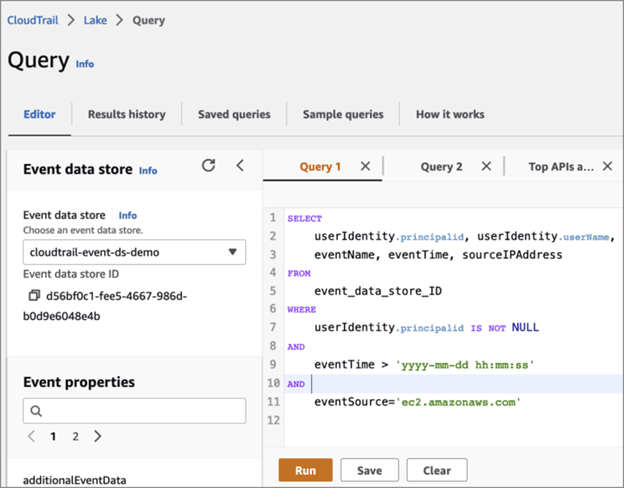 CloudTrail > Lake > Query
Query Info
Editor Results history Saved queries Sample queries How it works
Event data store Info
Event data store Info
Choose an event data store.
cloudtrail-event-ds-demo
Event data store ID
d56bf0c1-fee5-4667-986d-
b0d9e6048e4b
Event properties
< 1 2 >
additionalEventData
Query 1 Query 2 Top APIs a...
1 SELECT
2 userIdentity.principalid, userIdentity.userName,
3 eventName, eventTime, sourceIPAddress
4 FROM
5 event_data_store_ID
6 WHERE
7 userIdentity.principalid IS NOT NULL
8 AND
9 eventTime > 'yyyy-mm-dd hh:mm:ss'
10 AND
11 eventSource='ec2.amazonaws.com'
12
Run Save Clear